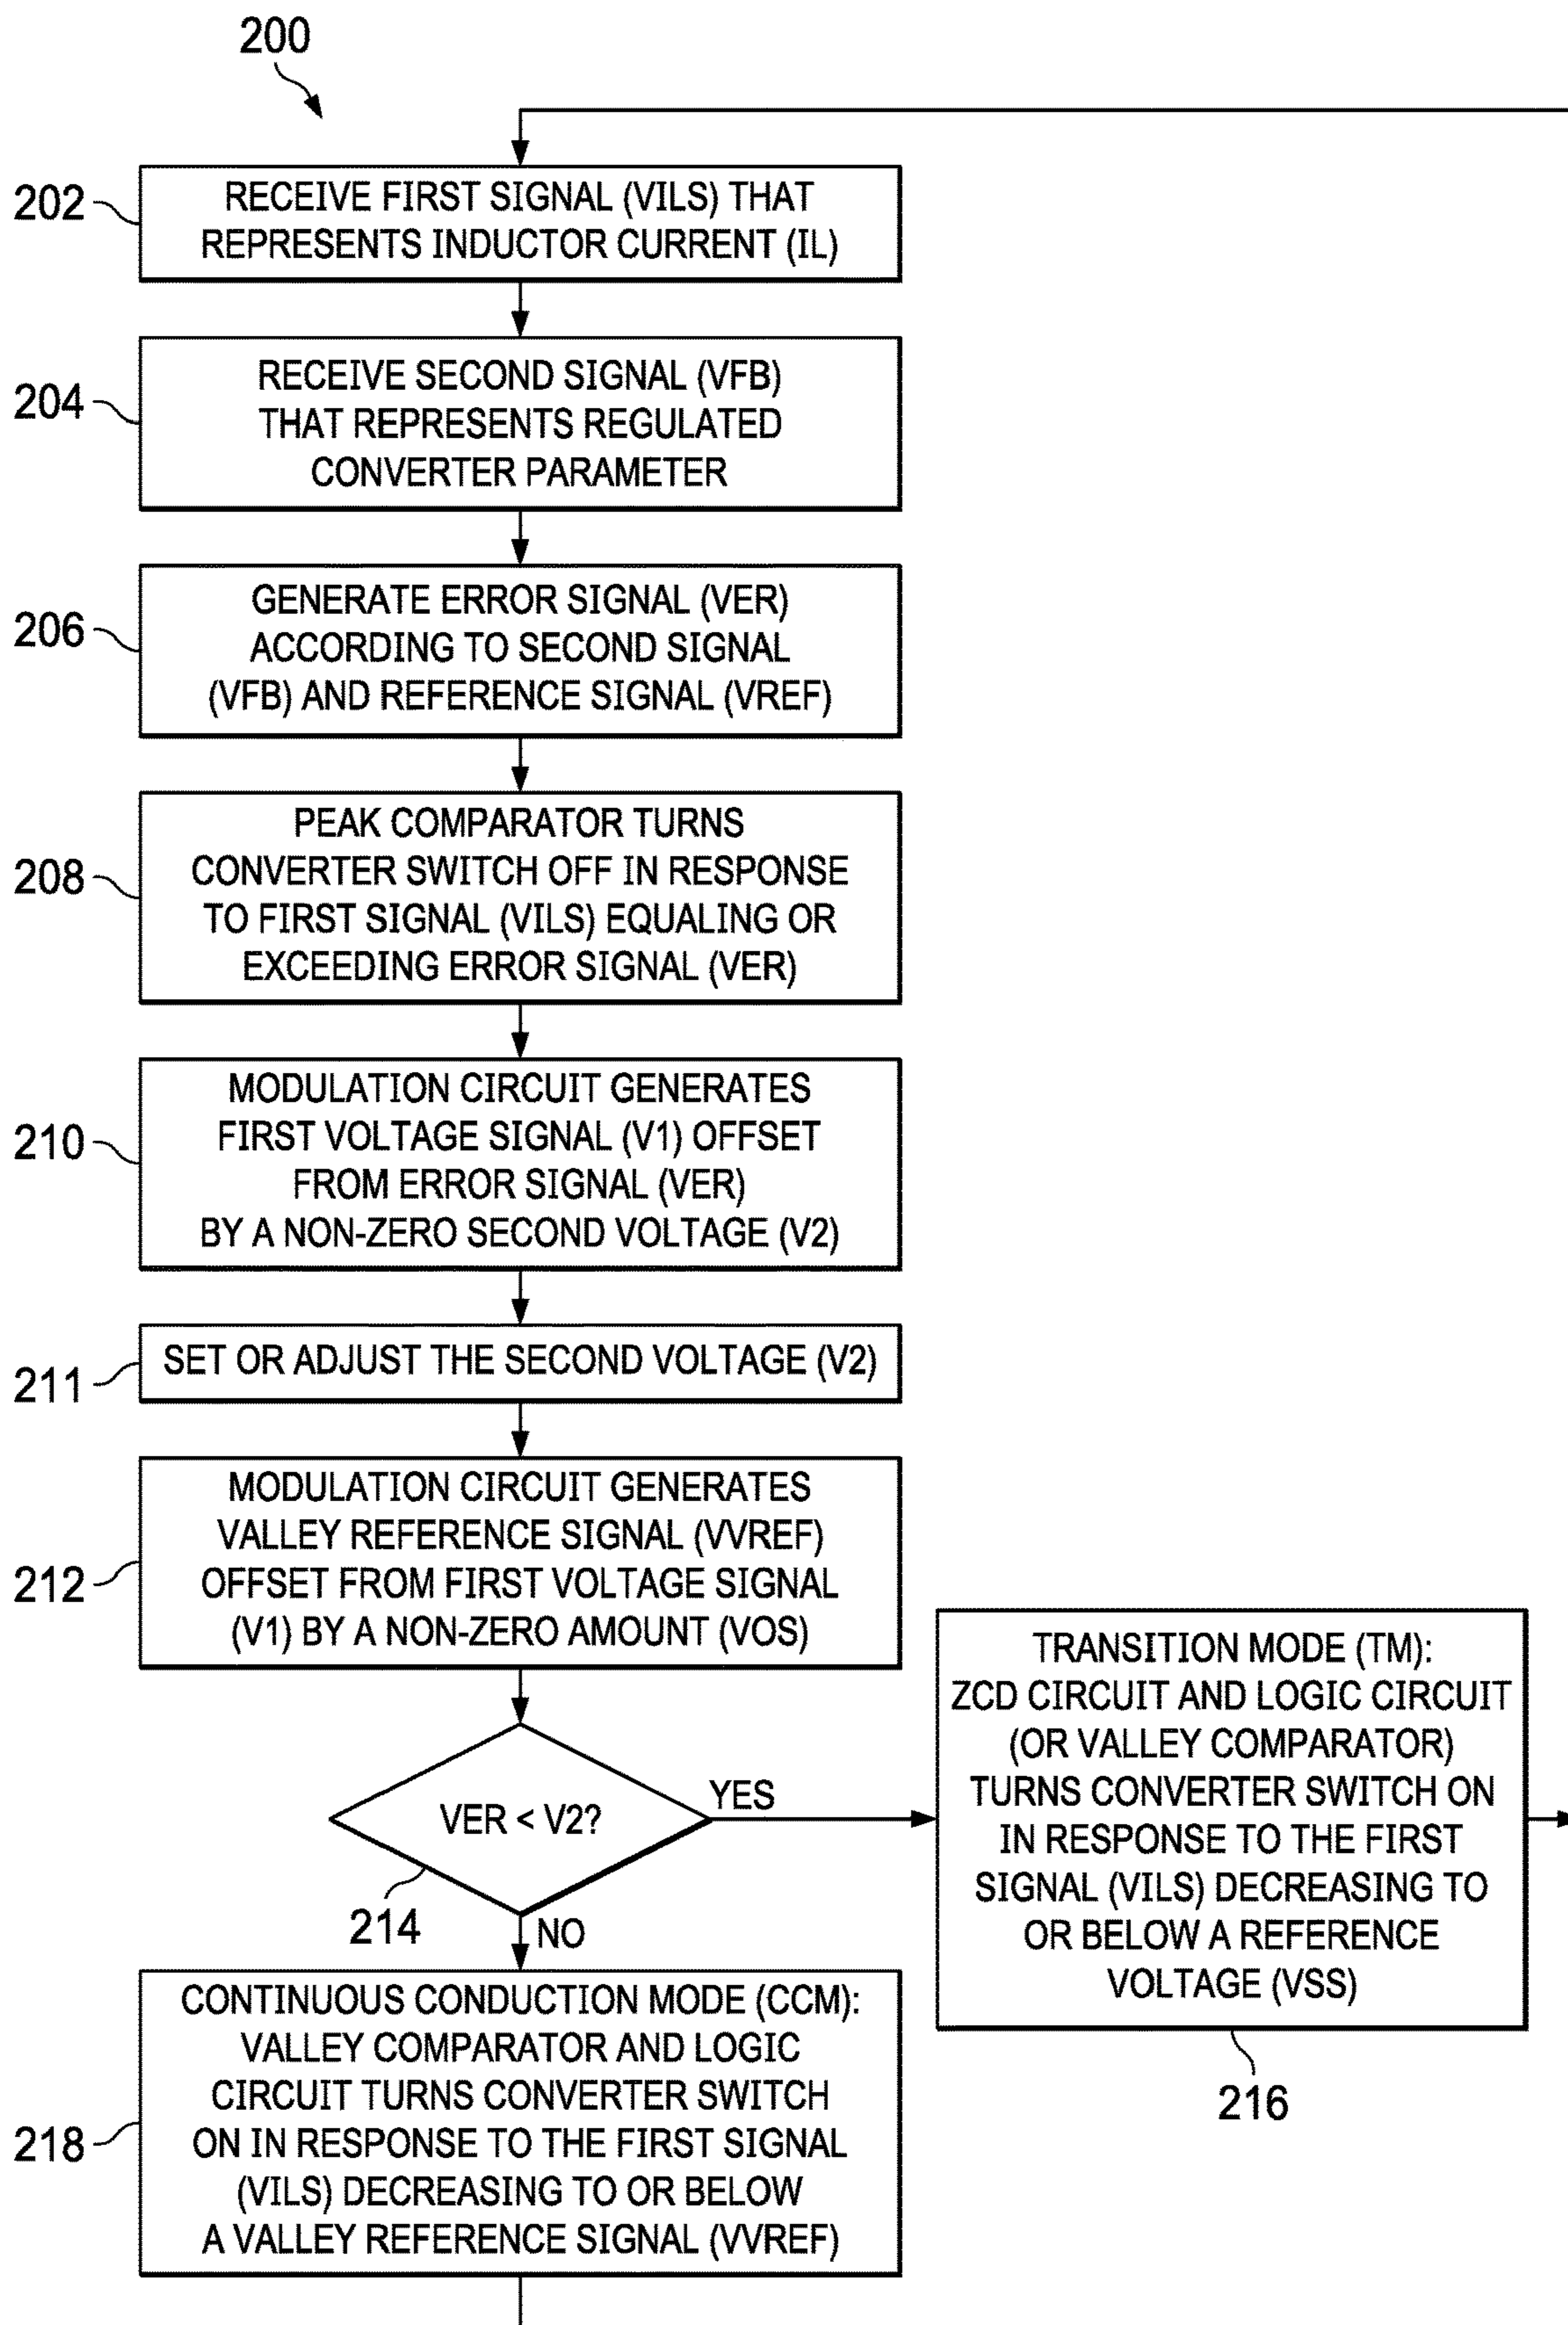 200
202
RECEIVE FIRST SIGNAL (VILS) THAT
REPRESENTS INDUCTOR CURRENT (IL)
204
RECEIVE SECOND SIGNAL (VFB)
THAT REPRESENTS REGULATED
CONVERTER PARAMETER
206
GENERATE ERROR SIGNAL (VER)
ACCORDING TO SECOND SIGNAL
(VFB) AND REFERENCE SIGNAL (VREF)
208
PEAK COMPARATOR TURNS
CONVERTER SWITCH OFF IN RESPONSE
TO FIRST SIGNAL (VILS) EQUALING OR
EXCEEDING ERROR SIGNAL (VER)
210
MODULATION CIRCUIT GENERATES
FIRST VOLTAGE SIGNAL (V1) OFFSET
FROM ERROR SIGNAL (VER)
BY A NON-ZERO SECOND VOLTAGE (V2)
211
SET OR ADJUST THE SECOND VOLTAGE (V2)
212
MODULATION CIRCUIT GENERATES
VALLEY REFERENCE SIGNAL (VVREF)
OFFSET FROM FIRST VOLTAGE SIGNAL
(V1) BY A NON-ZERO AMOUNT (VOS)
VER < V2?
214
YES
NO
TRANSITION MODE (TM):
ZCD CIRCUIT AND LOGIC CIRCUIT
(OR VALLEY COMPARATOR)
TURNS CONVERTER SWITCH ON
IN RESPONSE TO THE FIRST
SIGNAL (VILS) DECREASING TO
OR BELOW A REFERENCE
VOLTAGE (VSS)
216
218
CONTINUOUS CONDUCTION MODE (CCM):
VALLEY COMPARATOR AND LOGIC
CIRCUIT TURNS CONVERTER SWITCH
ON IN RESPONSE TO THE FIRST SIGNAL
(VILS) DECREASING TO OR BELOW
A VALLEY REFERENCE SIGNAL (VVREF)